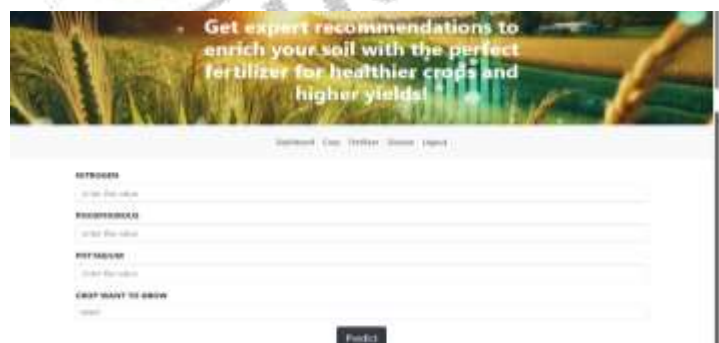 Get expert recommendations to
enrich your soil with the perfect
fertilizer for healthier crops and
higher yields!
Dashboard Crop Fertilizer Disease Logout
NITROGEN
Enter the value
PHOSPHOROUS
Enter the value
POTTASIUM
Enter the value
CROP WANT TO GROW
Predict